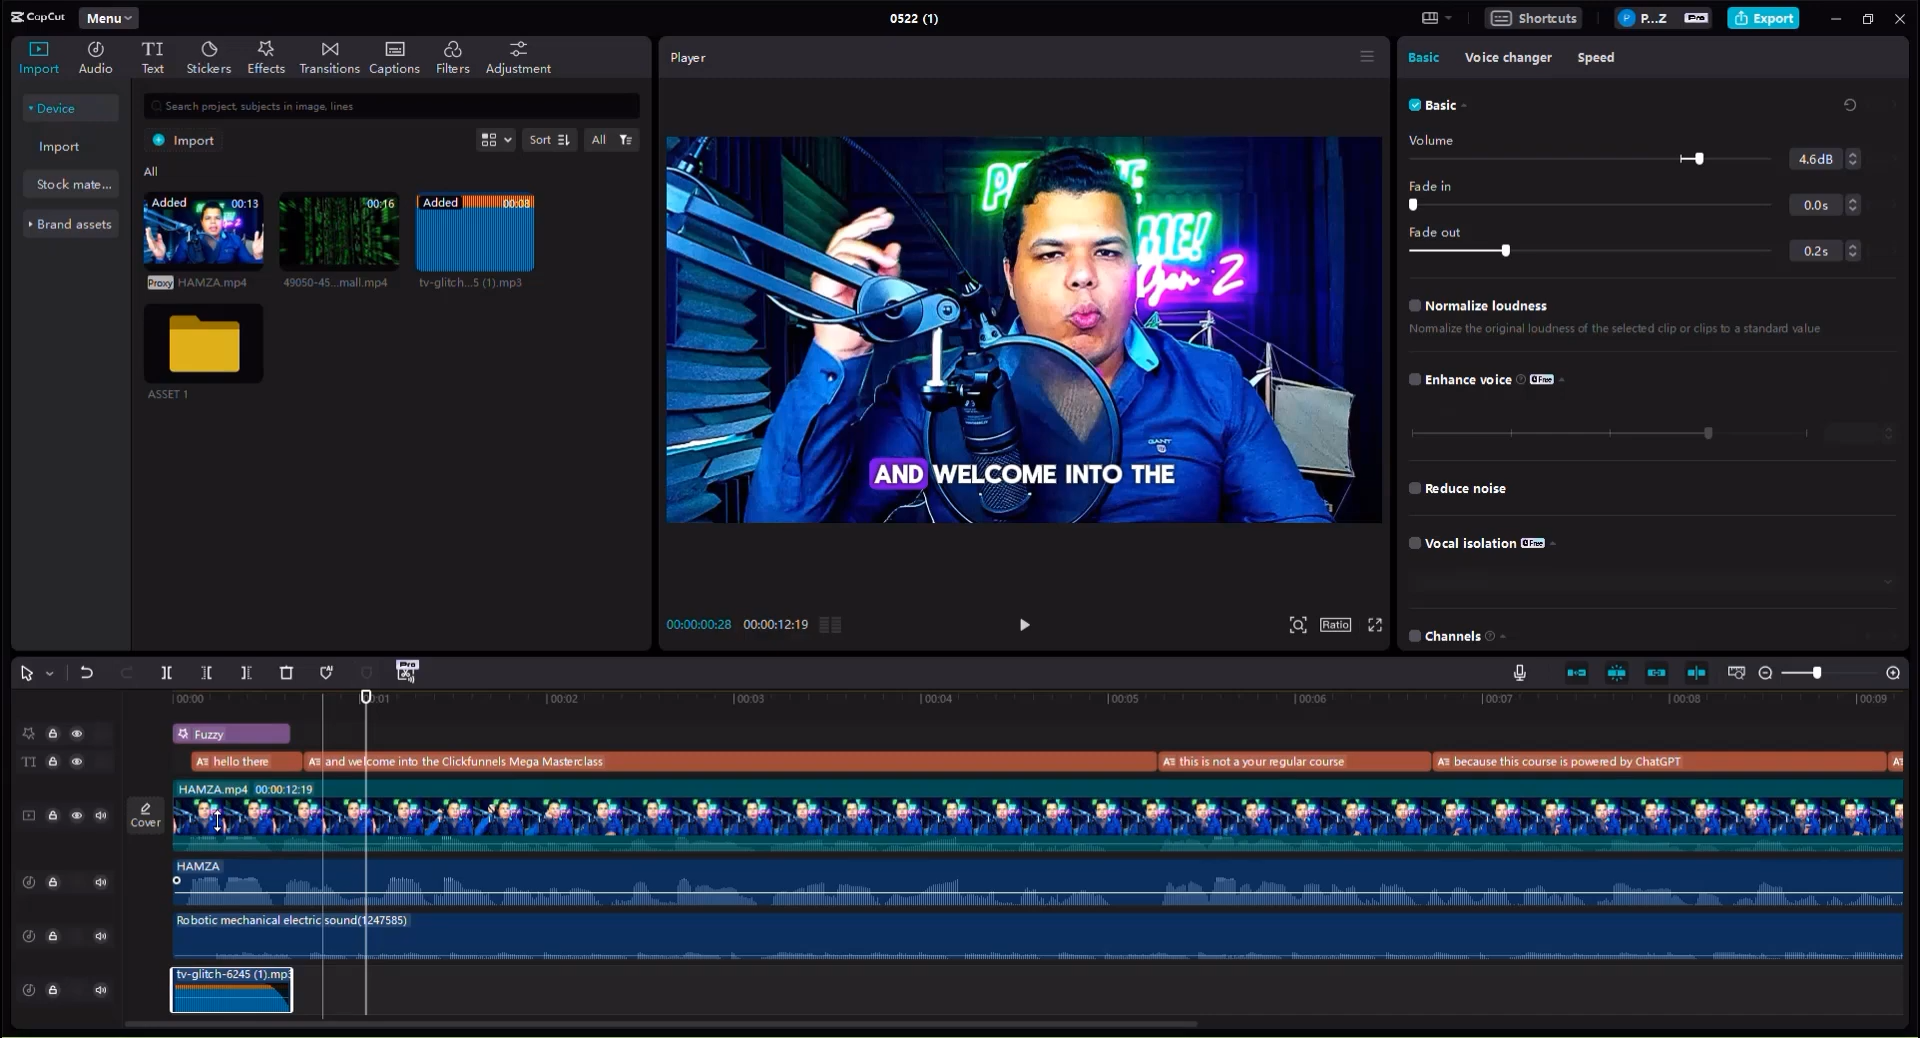 CapCut
Menu
0522 (1)
Shortcuts
P...Z
Pro
Export
Import
Audio
TI
Text
Stickers
Effects
Transitions
Captions
Filters
Adjustment
Device
Import
Stock mate...
Brand assets
Search project, subjects in image, lines
Import
Sort
All
All
Added
00:13
00:16
Added
00:08
Proxy
HAMZA.mp4
49050-45...mall.mp4
tv-glitch...5 (1).mp3
ASSET 1
Player
ME!
Gen Z
GANT
AND WELCOME INTO THE
00:00:00:28
00:00:12:19
Ratio
Basic
Voice changer
Speed
Basic
Volume
4.6dB
Fade in
0.0s
Fade out
0.2s
Normalize loudness
Normalize the original loudness of the selected clip or clips to a standard value
Enhance voice
Free
Reduce noise
Vocal isolation
Free
Channels
Pro
00:00
00:01
00:02
00:03
00:04
00:05
00:06
00:07
00:08
00:09
Fuzzy
TI
hello there
and welcome into the Clickfunnels Mega Masterclass
this is not a your regular course
because this course is powered by ChatGPT
Cover
HAMZA.mp4 00:00:12:19
HAMZA
Robotic mechanical electric sound(1247585)
tv-glitch-6245 (1).mp3